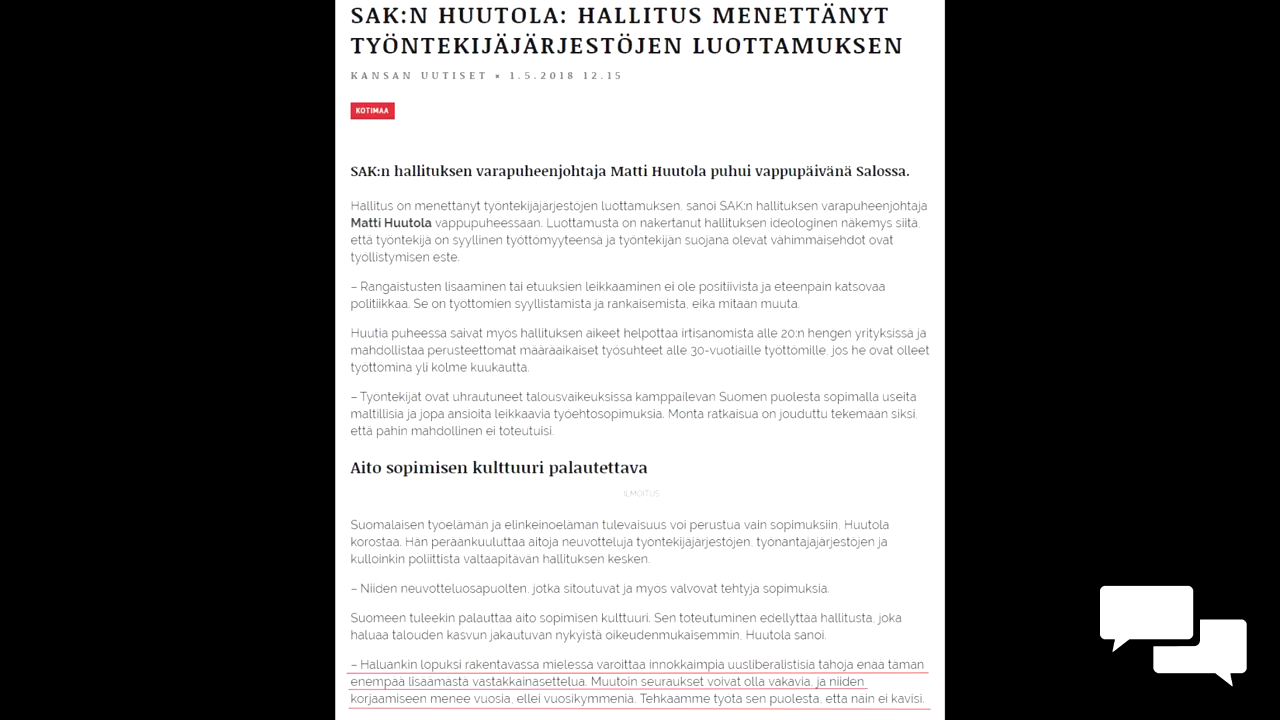 SAK:N HUUTOLA: HALLITUS MENETTÄNYT
TYÖNTEKIJÄJÄRJESTÖJEN LUOTTAMUKSEN
KANSAN UUTISET • 1.5.2018 12.15
KOTIMAA
SAK:n hallituksen varapuheenjohtaja Matti Huutola puhui vappupäivänä Salossa.
Hallitus on menettänyt työntekijäjärjestöjen luottamuksen, sanoi SAK:n hallituksen varapuheenjohtaja
Matti Huutola vappupuheessaan. Luottamusta on nakertanut hallituksen ideologinen näkemys siitä,
että työntekijä on syyllinen työttömyyteensä ja työntekijän suojana olevat vähimmäisehdot ovat
työllistymisen este.
– Rangaistusten lisääminen tai etuuksien leikkaaminen ei ole positiivista ja eteenpäin katsovaa
politiikkaa. Se on työttömien syyllistämistä ja rankaisemista, eikä mitään muuta.
Huutia puheessa saivat myös hallituksen aikeet helpottaa irtisanomista alle 20:n hengen yrityksissä ja
mahdollistaa perusteettomat määräaikaiset työsuhteet alle 30-vuotiaille työttömille, jos he ovat olleet
työttöminä yli kolme kuukautta.
– Työntekijät ovat uhrautuneet talousvaikeuksissa kamppailevan Suomen puolesta sopimalla useita
maltillisia ja jopa ansioita leikkaavia työehtosopimuksia. Monta ratkaisua on jouduttu tekemään siksi,
että pahin mahdollinen ei toteutuisi.
Aito sopimisen kulttuuri palautettava
ILMOITUS
Suomalaisen työelämän ja elinkeinoelämän tulevaisuus voi perustua vain sopimuksiin, Huutola
korostaa. Hän peräänkuuluttaa aitoja neuvotteluja työntekijäjärjestöjen, työnantajajärjestöjen ja
kulloinkin poliittista valtaapitävän hallituksen kesken.
– Niiden neuvotteluosapuolten, jotka sitoutuvat ja myös valvovat tehtyjä sopimuksia.
Suomeen tuleekin palauttaa aito sopimisen kulttuuri. Sen toteutuminen edellyttää hallitusta, joka
haluaa talouden kasvun jakautuvan nykyistä oikeudenmukaisemmin, Huutola sanoi.
– Haluankin lopuksi rakentavassa mielessä varoittaa innokkaimpia uusliberalistisia tahoja enää tämän
enempää lisäämästä vastakkainasettelua. Muutoin seuraukset voivat olla vakavia, ja niiden
korjaamiseen menee vuosia, ellei vuosikymmeniä. Tehkäämme työtä sen puolesta, että näin ei kävisi.